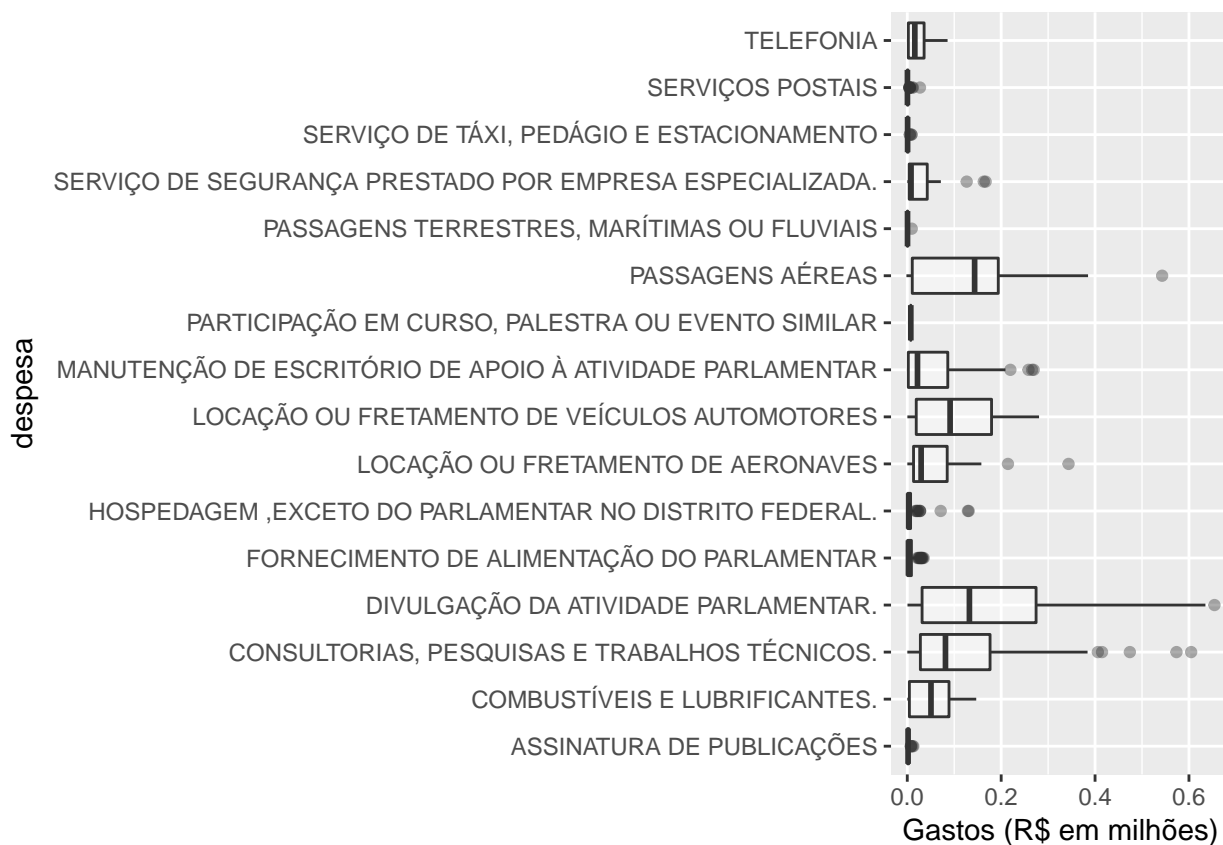 TELEFONIA
SERVIÇOS POSTAIS
SERVIÇO DE TÁXI, PEDÁGIO E ESTACIONAMENTO
SERVIÇO DE SEGURANÇA PRESTADO POR EMPRESA ESPECIALIZADA.
PASSAGENS TERRESTRES, MARÍTIMAS OU FLUVIAIS
PASSAGENS AÉREAS
PARTICIPAÇÃO EM CURSO, PALESTRA OU EVENTO SIMILAR
MANUTENÇÃO DE ESCRITÓRIO DE APOIO À ATIVIDADE PARLAMENTAR
LOCAÇÃO OU FRETAMENTO DE VEÍCULOS AUTOMOTORES
LOCAÇÃO OU FRETAMENTO DE AERONAVES
HOSPEDAGEM ,EXCETO DO PARLAMENTAR NO DISTRITO FEDERAL.
FORNECIMENTO DE ALIMENTAÇÃO DO PARLAMENTAR
DIVULGAÇÃO DA ATIVIDADE PARLAMENTAR.
CONSULTORIAS, PESQUISAS E TRABALHOS TÉCNICOS.
COMBUSTÍVEIS E LUBRIFICANTES.
ASSINATURA DE PUBLICAÇÕES
despesa
0.0 0.2 0.4 0.6
Gastos (R$ em milhões)